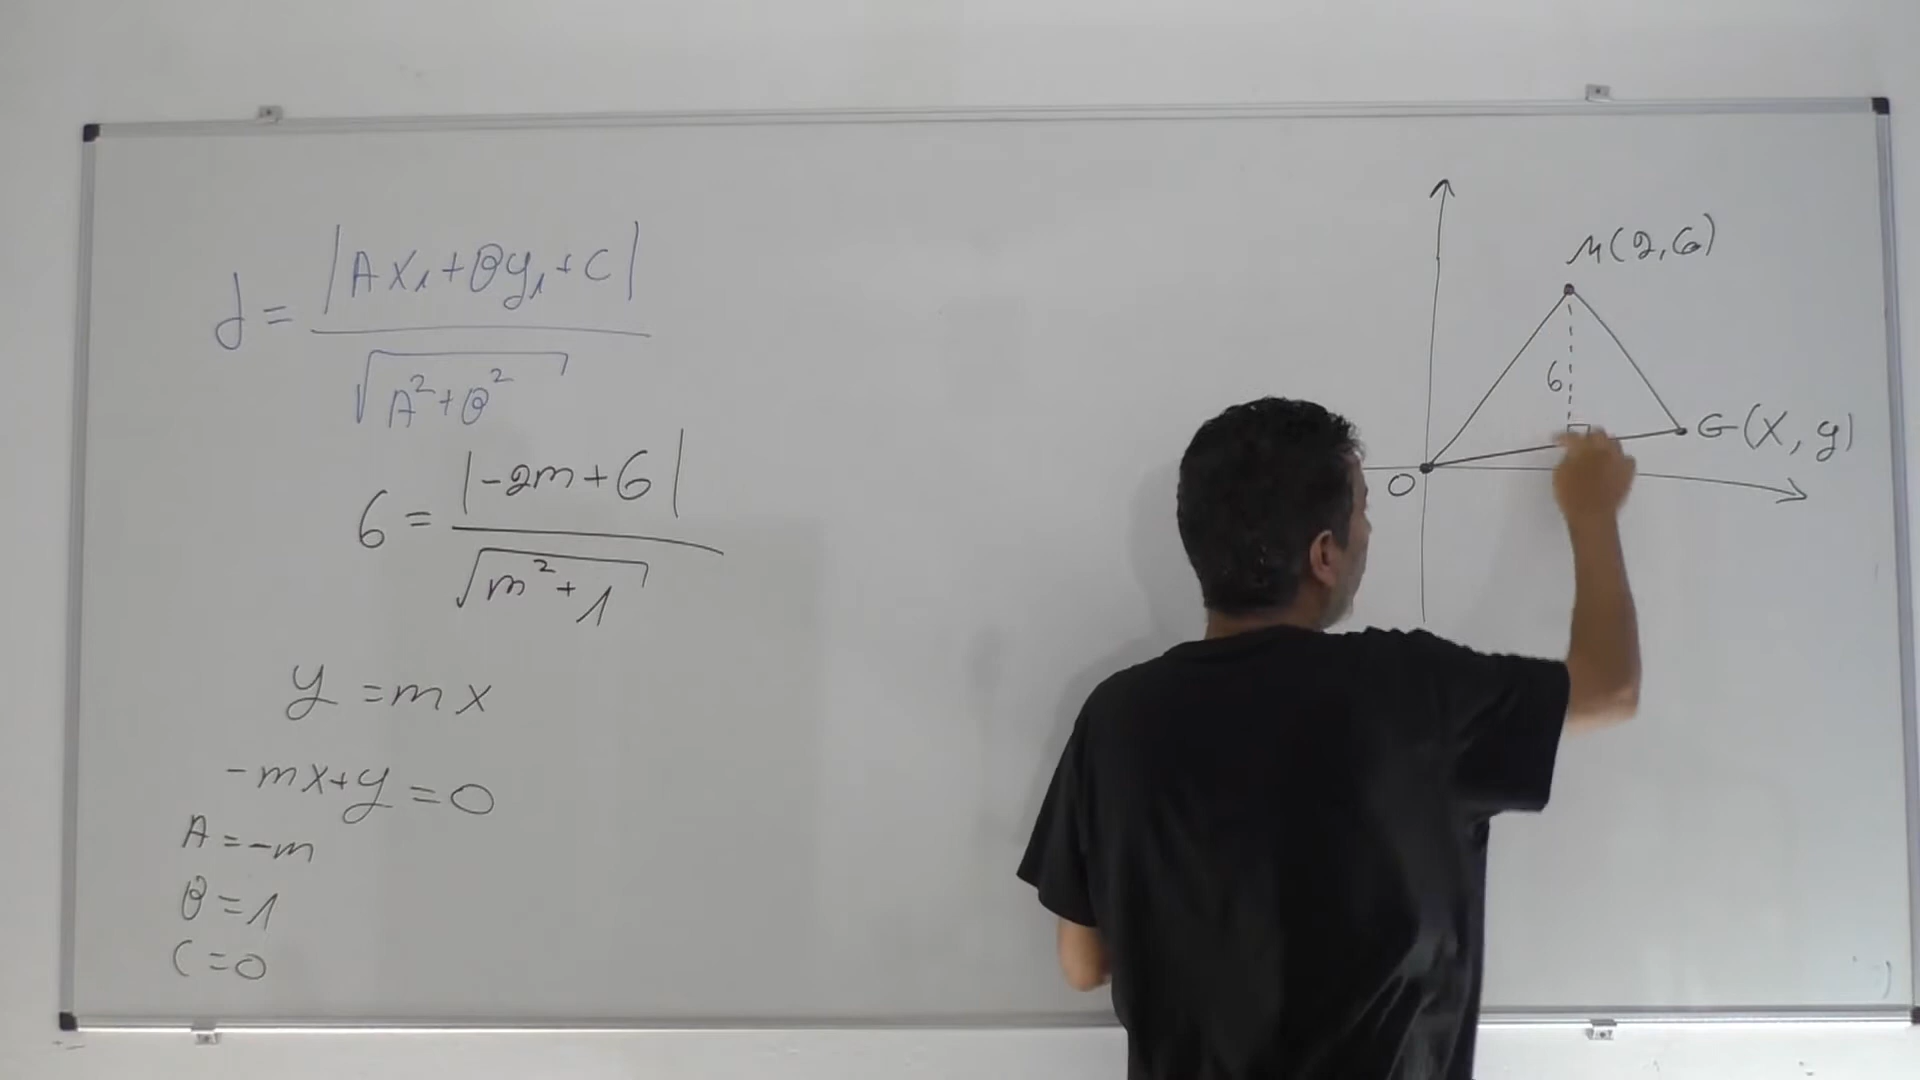 d = |Ax₁+By₁+C| / √(A²+B²)
6 = |-2m+6| / √(m²+1)
y = mx
-mx+y = 0
A = -m
B = 1
C = 0
M(2,6)
6
G(x, y)
O